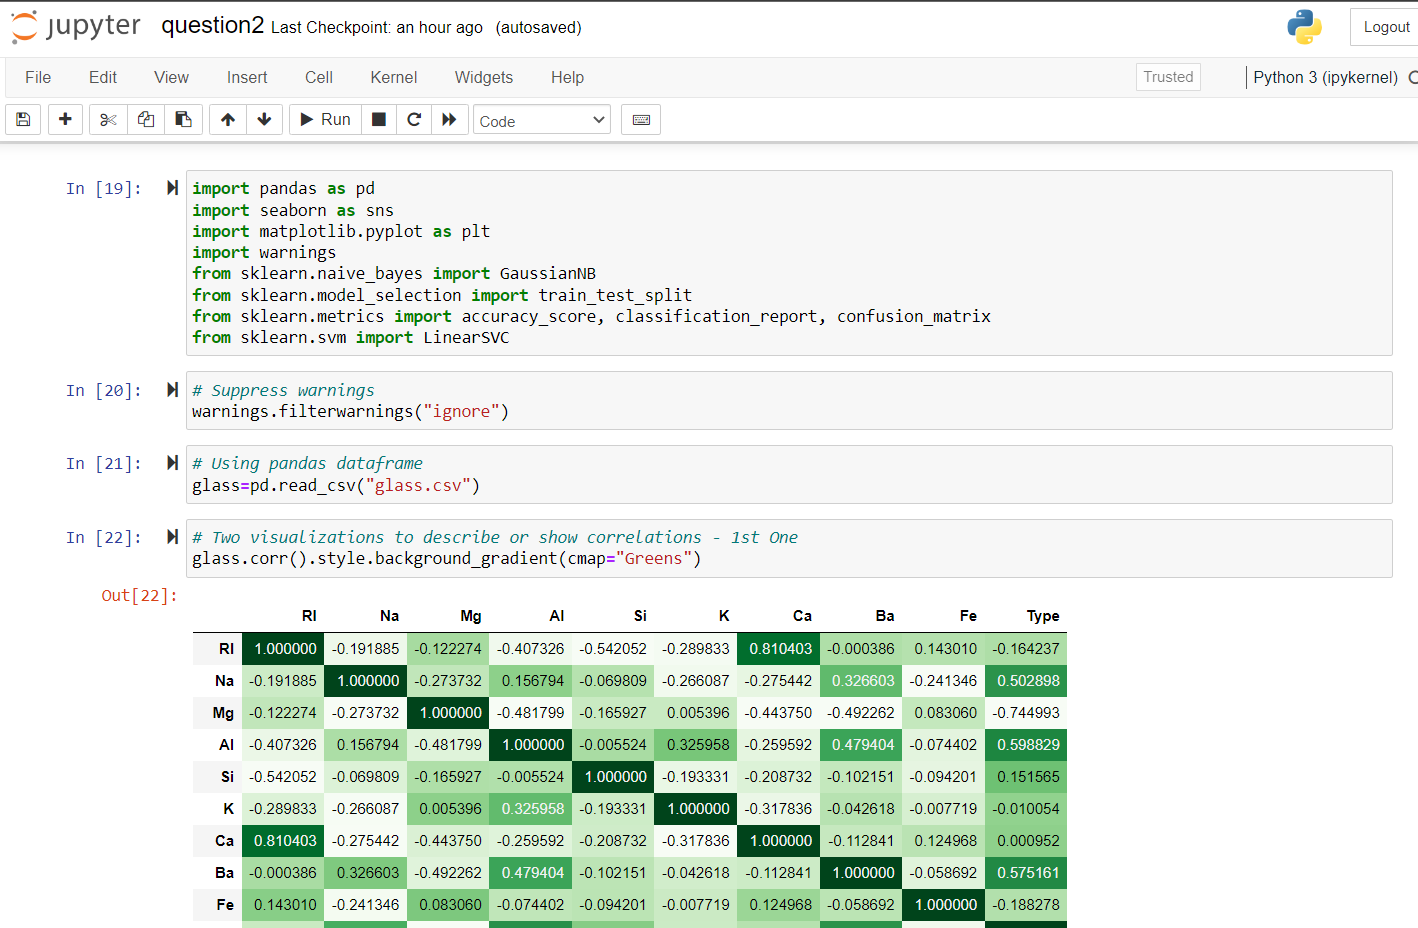 jupyter question2 Last Checkpoint: an hour ago (autosaved) Logout
File Edit View Insert Cell Kernel Widgets Help Trusted Python 3 (ipykernel)
Run Code
In [19]: import pandas as pd
import seaborn as sns
import matplotlib.pyplot as plt
import warnings
from sklearn.naive_bayes import GaussianNB
from sklearn.model_selection import train_test_split
from sklearn.metrics import accuracy_score, classification_report, confusion_matrix
from sklearn.svm import LinearSVC
In [20]: # Suppress warnings
warnings.filterwarnings("ignore")
In [21]: # Using pandas dataframe
glass=pd.read_csv("glass.csv")
In [22]: # Two visualizations to describe or show correlations - 1st One
glass.corr().style.background_gradient(cmap="Greens")
Out[22]:
RI Na Mg Al Si K Ca Ba Fe Type
RI 1.000000 -0.191885 -0.122274 -0.407326 -0.542052 -0.289833 0.810403 -0.000386 0.143010 -0.164237
Na -0.191885 1.000000 -0.273732 0.156794 -0.069809 -0.266087 -0.275442 0.326603 -0.241346 0.502898
Mg -0.122274 -0.273732 1.000000 -0.481799 -0.165927 0.005396 -0.443750 -0.492262 0.083060 -0.744993
Al -0.407326 0.156794 -0.481799 1.000000 -0.005524 0.325958 -0.259592 0.479404 -0.074402 0.598829
Si -0.542052 -0.069809 -0.165927 -0.005524 1.000000 -0.193331 -0.208732 -0.102151 -0.094201 0.151565
K -0.289833 -0.266087 0.005396 0.325958 -0.193331 1.000000 -0.317836 -0.042618 -0.007719 -0.010054
Ca 0.810403 -0.275442 -0.443750 -0.259592 -0.208732 -0.317836 1.000000 -0.112841 0.124968 0.000952
Ba -0.000386 0.326603 -0.492262 0.479404 -0.102151 -0.042618 -0.112841 1.000000 -0.058692 0.575161
Fe 0.143010 -0.241346 0.083060 -0.074402 -0.094201 -0.007719 0.124968 -0.058692 1.000000 -0.188278